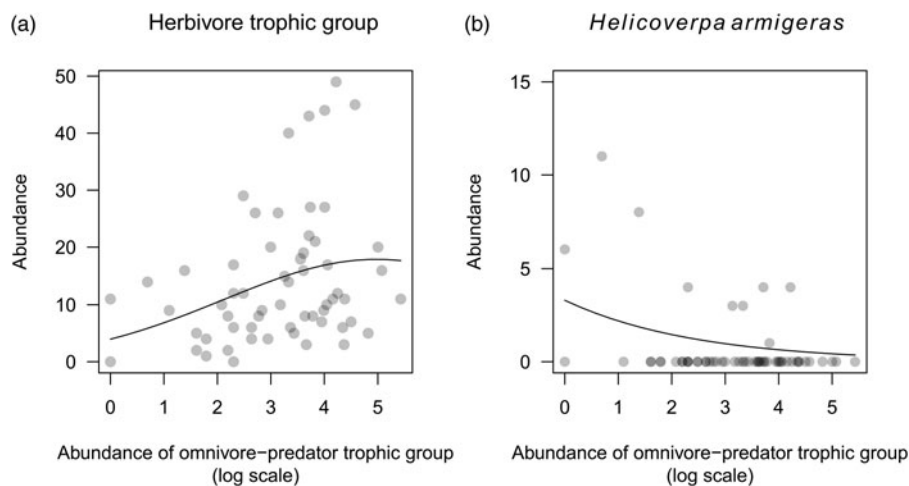 (a) Herbivore trophic group
50
40
30
20
10
0
Abundance
0 1 2 3 4 5
Abundance of omnivore−predator trophic group
(log scale)
(b) Helicoverpa armigeras
15
10
5
0
Abundance
0 1 2 3 4 5
Abundance of omnivore−predator trophic group
(log scale)